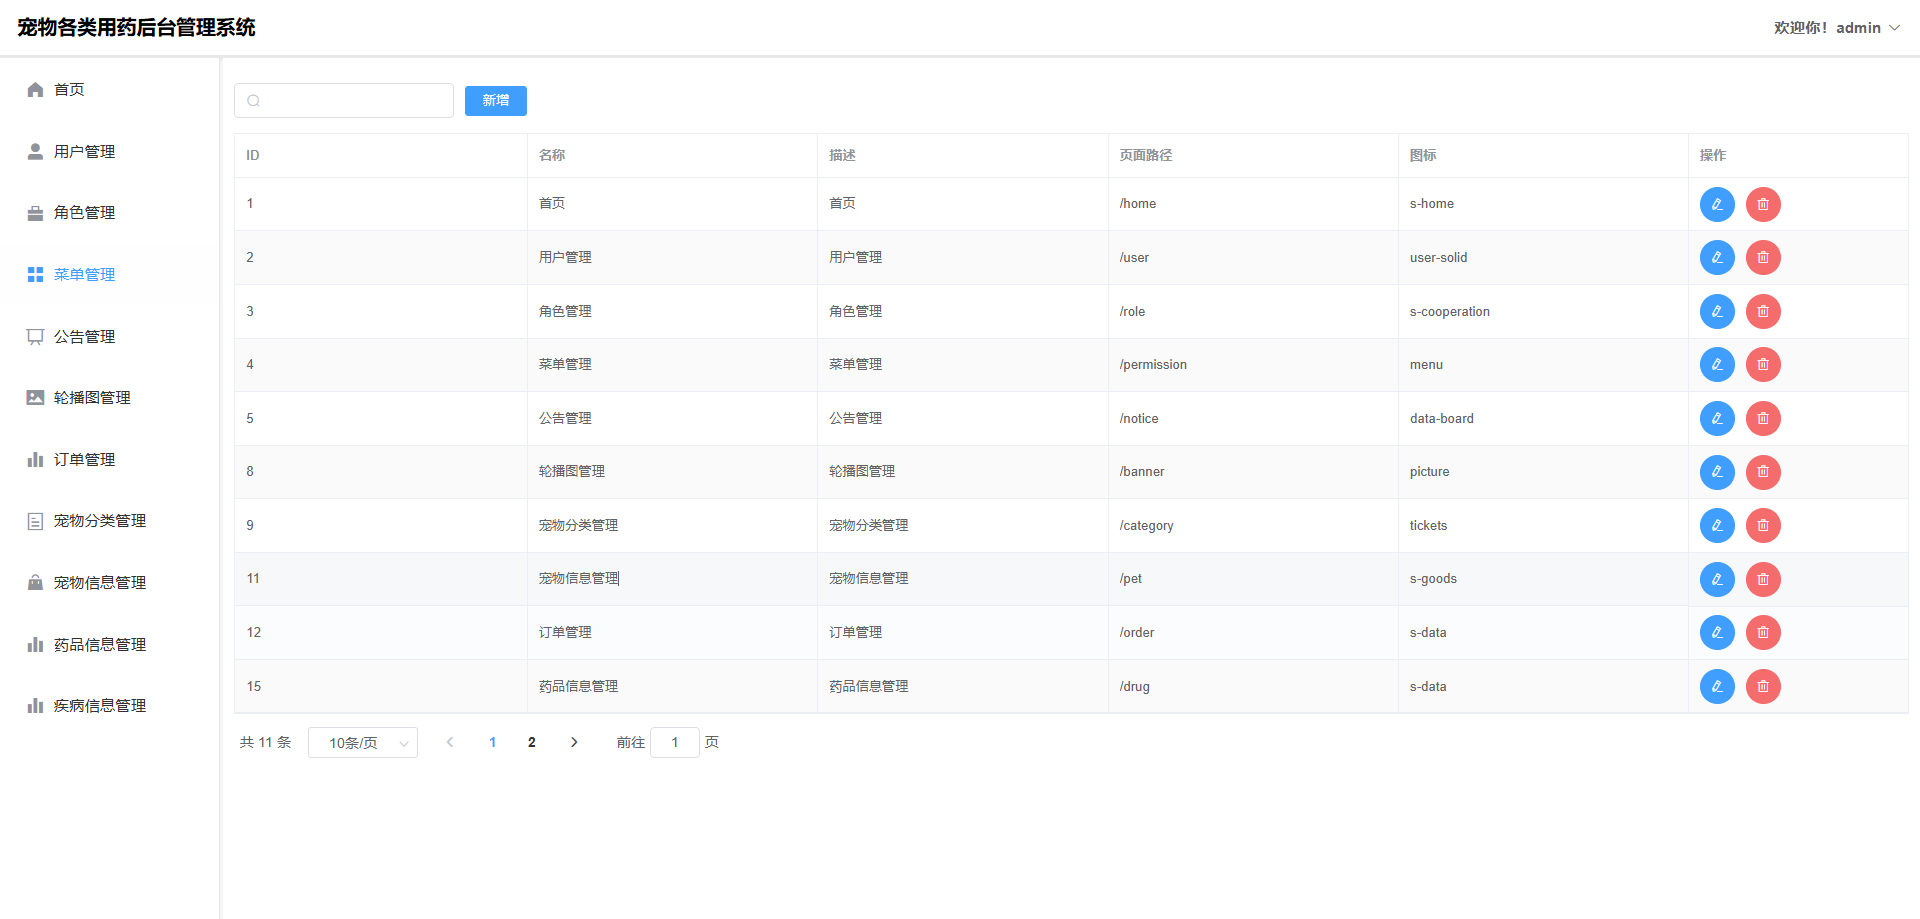 宠物各类用药后台管理系统
欢迎你！admin
首页
用户管理
角色管理
菜单管理
公告管理
轮播图管理
订单管理
宠物分类管理
宠物信息管理
药品信息管理
疾病信息管理
新增
ID 名称 描述 页面路径 图标 操作
1 首页 首页 /home s-home
2 用户管理 用户管理 /user user-solid
3 角色管理 角色管理 /role s-cooperation
4 菜单管理 菜单管理 /permission menu
5 公告管理 公告管理 /notice data-board
8 轮播图管理 轮播图管理 /banner picture
9 宠物分类管理 宠物分类管理 /category tickets
11 宠物信息管理 宠物信息管理 /pet s-goods
12 订单管理 订单管理 /order s-data
15 药品信息管理 药品信息管理 /drug s-data
共 11 条 10条/页 1 2 前往 1 页